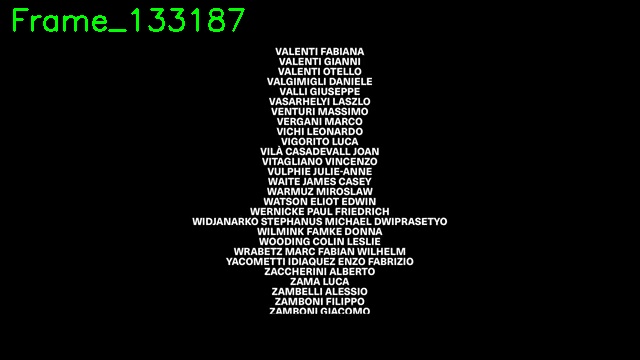 Frame_133187
VALENTI FABIANA
VALENTI GIANNI
VALENTI OTELLO
VALGIMIGLI DANIELE
VALLI GIUSEPPE
VASARHELYI LASZLO
VENTURI MASSIMO
VERGANI MARCO
VICHI LEONARDO
VIGORITO LUCA
VILÀ CASADEVALL JOAN
VITAGLIANO VINCENZO
VULPHIE JULIE-ANNE
WAITE JAMES CASEY
WARMUZ MIROSLAW
WATSON ELIOT EDWIN
WERNICKE PAUL FRIEDRICH
WIDJANARKO STEPHANUS MICHAEL DWIPRASETYO
WILMINK FAMKE DONNA
WOODING COLIN LESLIE
WRABETZ MARC FABIAN WILHELM
YACOMETTI IDIAQUEZ ENZO FABRIZIO
ZACCHERINI ALBERTO
ZAMA LUCA
ZAMBELLI ALESSIO
ZAMBONI FILIPPO
ZAMBONI GIACOMO